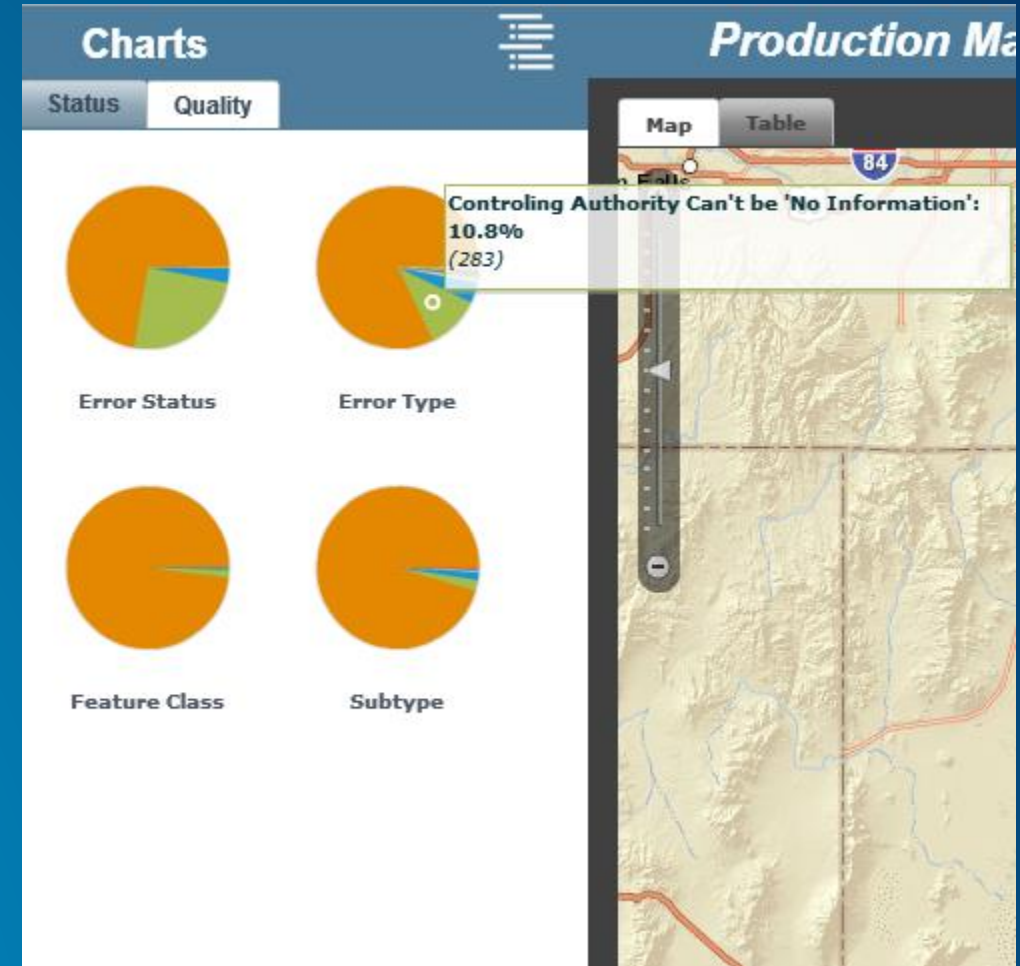 Charts
Production Ma
Status
Quality
Map
Table
84
n Falls
Controling Authority Can't be 'No Information':
10.8%
(283)
Error Status
Error Type
Feature Class
Subtype